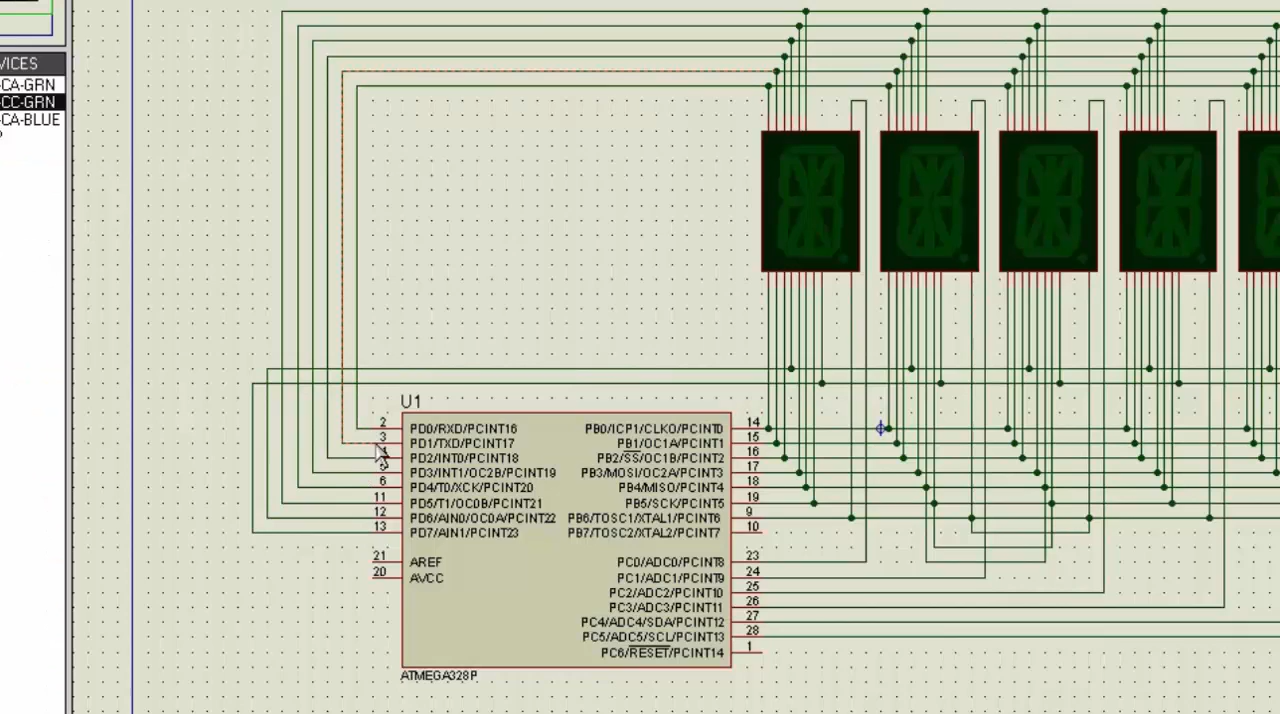 VICES
-CA-GRN
-CC-GRN
-CA-BLUE
U1
2 PD0/RXD/PCINT16
3 PD1/TXD/PCINT17
PD2/INT0/PCINT18
PD3/INT1/OC2B/PCINT19
6 PD4/T0/XCK/PCINT20
11 PD5/T1/OC0B/PCINT21
12 PD6/AIN0/OC0A/PCINT22
13 PD7/AIN1/PCINT23
21 AREF
20 AVCC
PB0/ICP1/CLKO/PCINT0 14
PB1/OC1A/PCINT1 15
PB2/SS/OC1B/PCINT2 16
PB3/MOSI/OC2A/PCINT3 17
PB4/MISO/PCINT4 18
PB5/SCK/PCINT5 19
PB6/TOSC1/XTAL1/PCINT6 9
PB7/TOSC2/XTAL2/PCINT7 10
PC0/ADC0/PCINT8 23
PC1/ADC1/PCINT9 24
PC2/ADC2/PCINT10 25
PC3/ADC3/PCINT11 26
PC4/ADC4/SDA/PCINT12 27
PC5/ADC5/SCL/PCINT13 28
PC6/RESET/PCINT14 1
ATMEGA328P